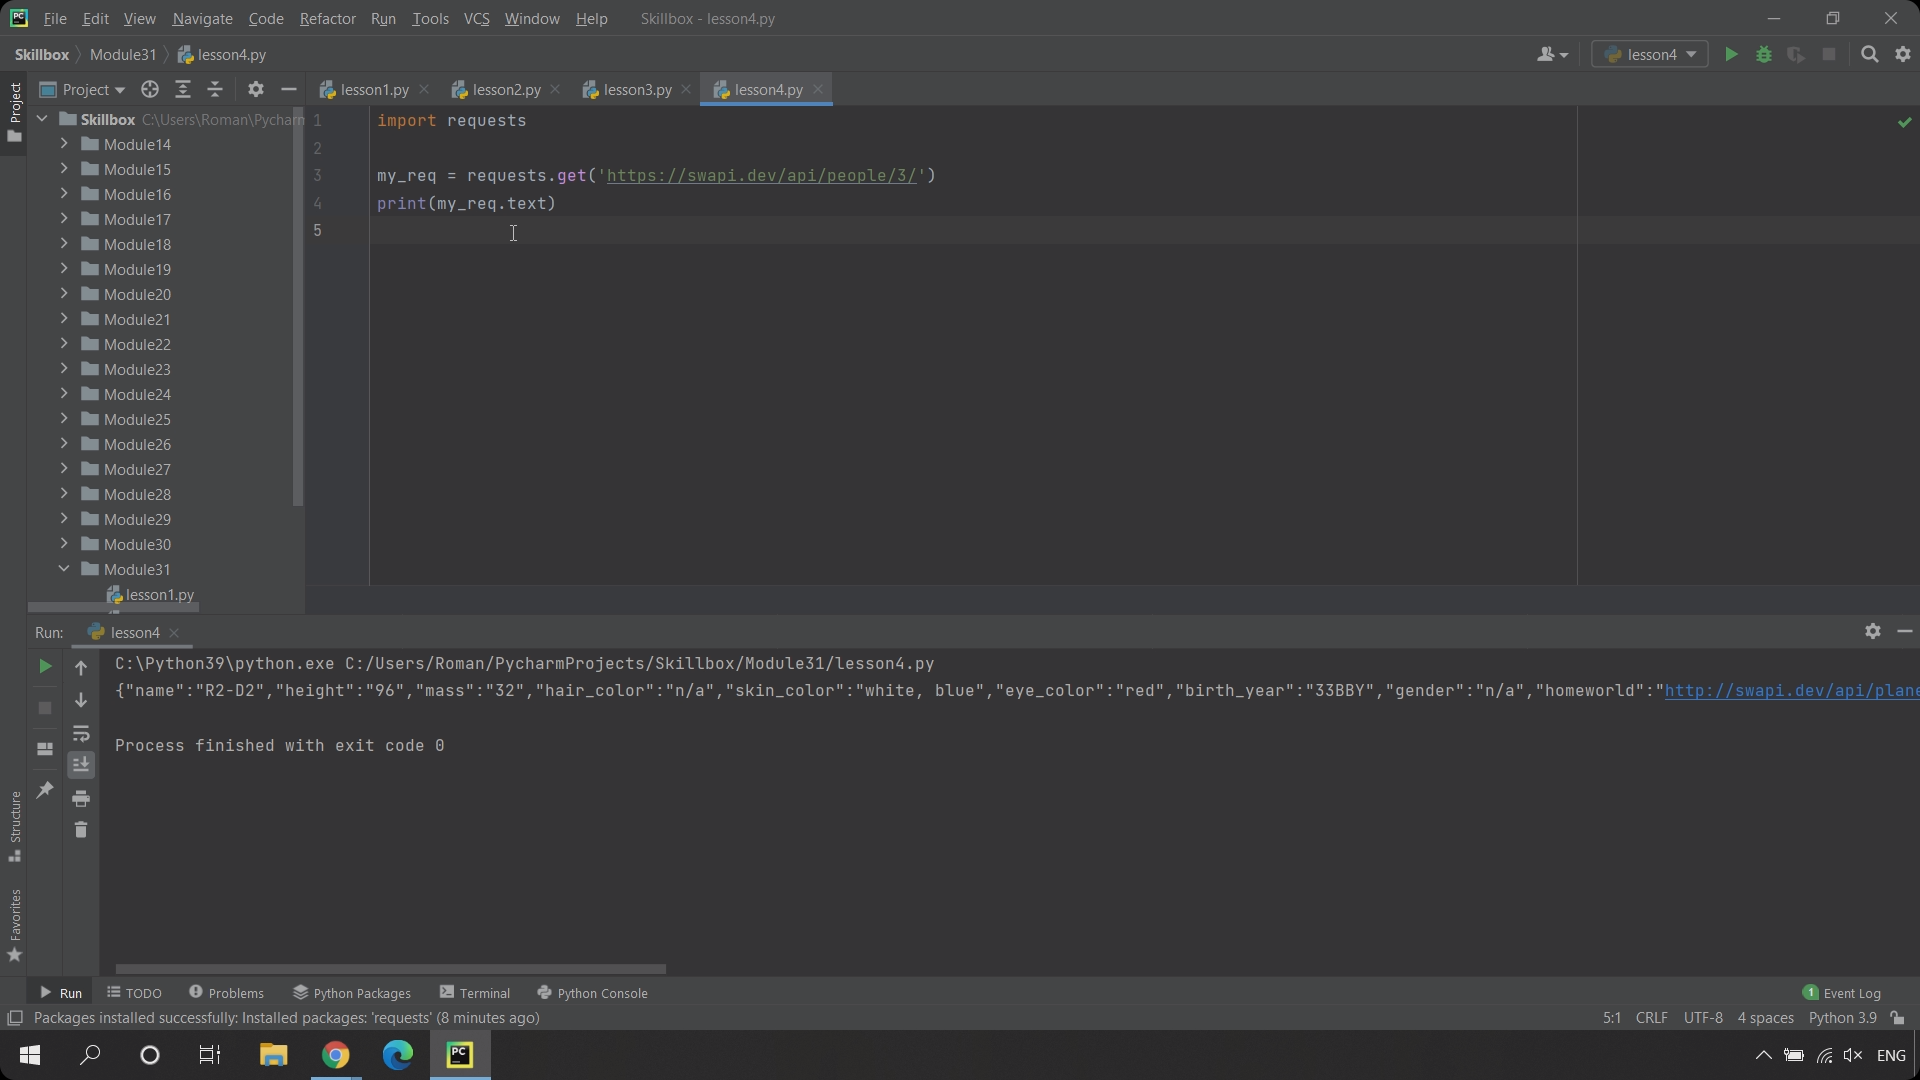 File Edit View Navigate Code Refactor Run Tools VCS Window Help Skillbox - lesson4.py
Skillbox Module31 lesson4.py lesson4
Project lesson1.py lesson2.py lesson3.py lesson4.py
Project
Skillbox C:\Users\Roman\Pycharm
Module14
Module15
Module16
Module17
Module18
Module19
Module20
Module21
Module22
Module23
Module24
Module25
Module26
Module27
Module28
Module29
Module30
Module31
lesson1.py
1 import requests
2
3 my_req = requests.get('https://swapi.dev/api/people/3/')
4 print(my_req.text)
5
Run: lesson4
C:\Python39\python.exe C:/Users/Roman/PycharmProjects/Skillbox/Module31/lesson4.py
{"name":"R2-D2","height":"96","mass":"32","hair_color":"n/a","skin_color":"white, blue","eye_color":"red","birth_year":"33BBY","gender":"n/a","homeworld":"http://swapi.dev/api/plane
Process finished with exit code 0
Structure
Favorites
Run TODO Problems Python Packages Terminal Python Console 1 Event Log
Packages installed successfully: Installed packages: 'requests' (8 minutes ago) 5:1 CRLF UTF-8 4 spaces Python 3.9
PC ENG